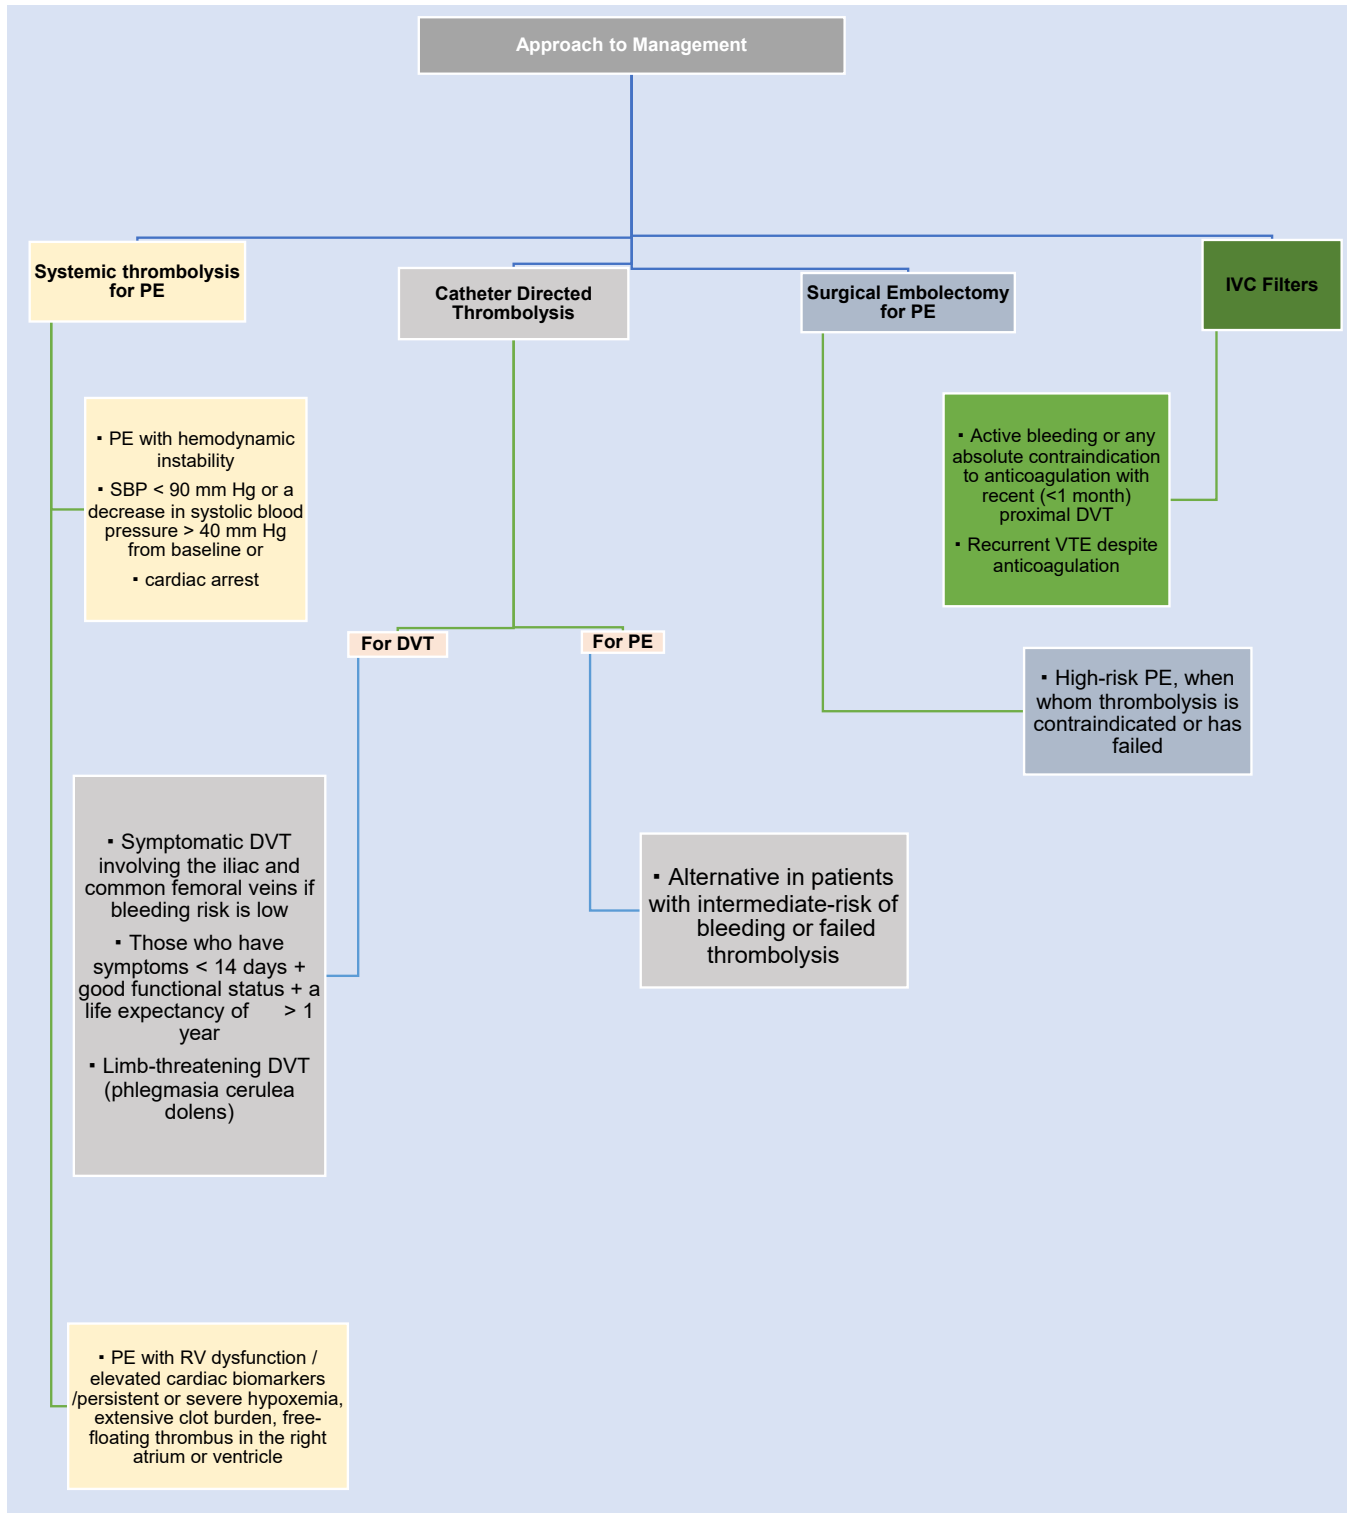 Approach to Management
Systemic thrombolysis
for PE
Catheter Directed
Thrombolysis
Surgical Embolectomy
for PE
IVC Filters
▪ PE with hemodynamic
instability
▪ SBP < 90 mm Hg or a
decrease in systolic blood
pressure > 40 mm Hg
from baseline or
▪ cardiac arrest
▪ Active bleeding or any
absolute contraindication
to anticoagulation with
recent (<1 month)
proximal DVT
▪ Recurrent VTE despite
anticoagulation
For DVT
For PE
▪ High-risk PE, when
whom thrombolysis is
contraindicated or has
failed
▪ Symptomatic DVT
involving the iliac and
common femoral veins if
bleeding risk is low
▪ Those who have
symptoms < 14 days +
good functional status + a
life expectancy of > 1
year
▪ Limb-threatening DVT
(phlegmasia cerulea
dolens)
▪ Alternative in patients
with intermediate-risk of
bleeding or failed
thrombolysis
▪ PE with RV dysfunction /
elevated cardiac biomarkers
/persistent or severe hypoxemia,
extensive clot burden, free-
floating thrombus in the right
atrium or ventricle